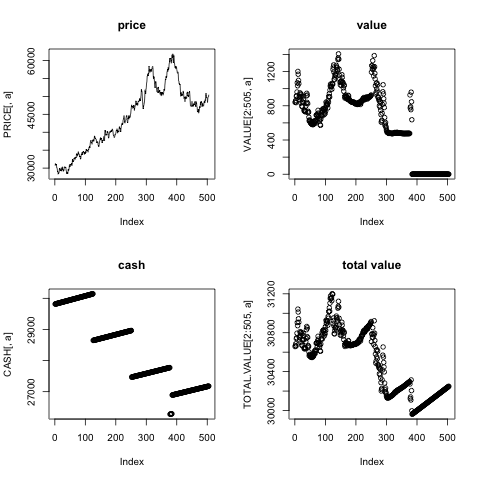 price
PRICE[, a]
30000 45000 60000
0 100 200 300 400 500
Index
value
VALUE[2:505, a]
0 400 800 1200
0 100 200 300 400 500
Index
cash
CASH[, a]
27000 29000
0 100 200 300 400 500
Index
total value
TOTAL.VALUE[2:505, a]
30000 30400 30800 31200
0 100 200 300 400 500
Index